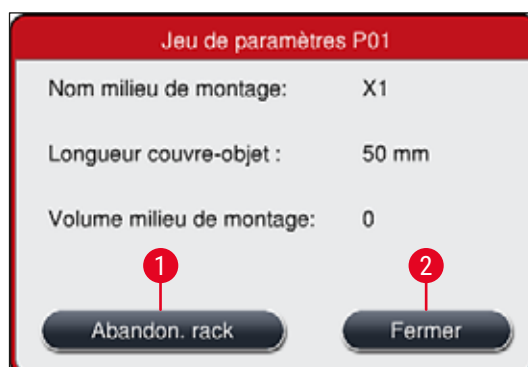 Jeu de paramètres P01
Nom milieu de montage: X1
Longueur couvre-objet : 50 mm
Volume milieu de montage: 0
1 2
Abandon. rack Fermer